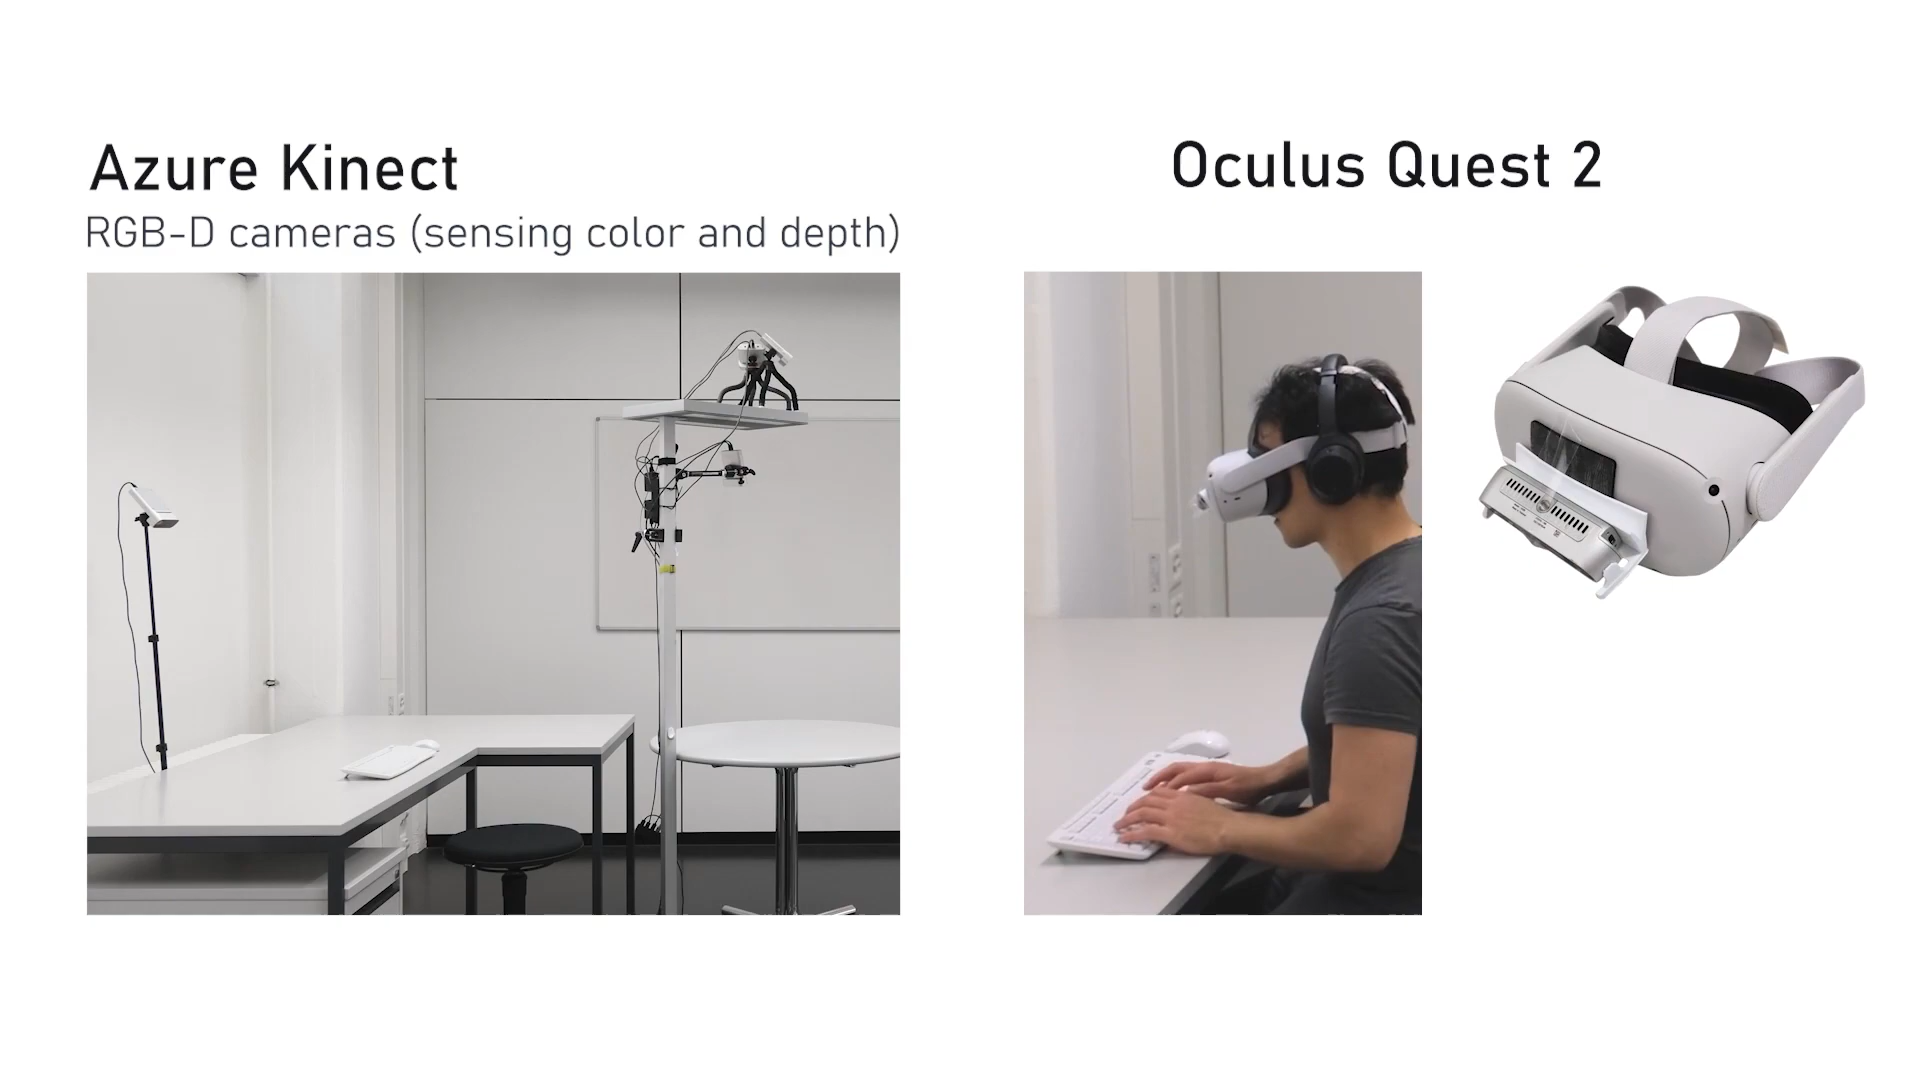 Azure Kinect
RGB-D cameras (sensing color and depth)
Oculus Quest 2